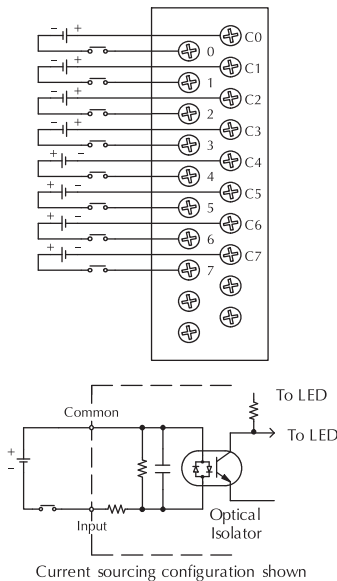 - + C0
0
- + C1
1
- + C2
2
- + C3
3
+ - C4
4
+ - C5
5
+ - C6
6
+ - C7
7
To LED
Common
To LED
+
-
Input
Optical
Isolator
Current sourcing configuration shown